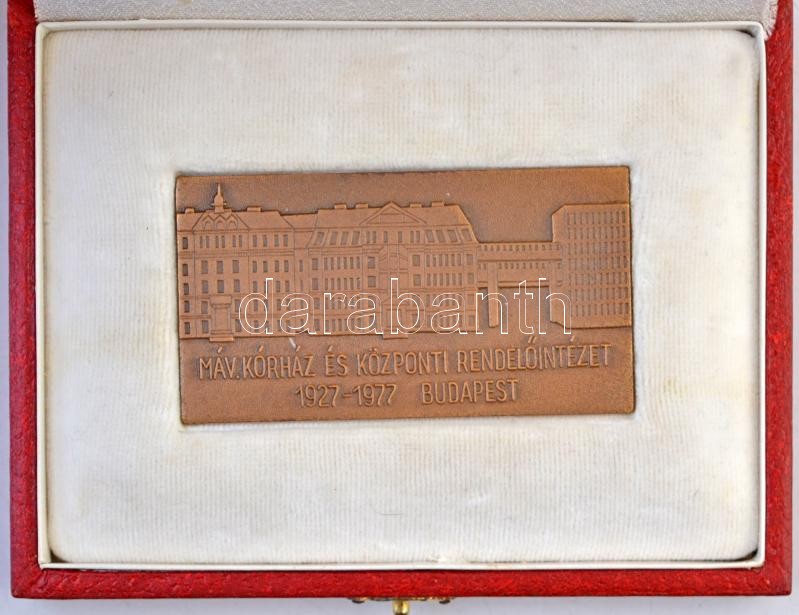 darabanth
MÁV. KÓRHÁZ ÉS KÖZPONTI RENDELŐINTÉZET
1927-1977 BUDAPEST